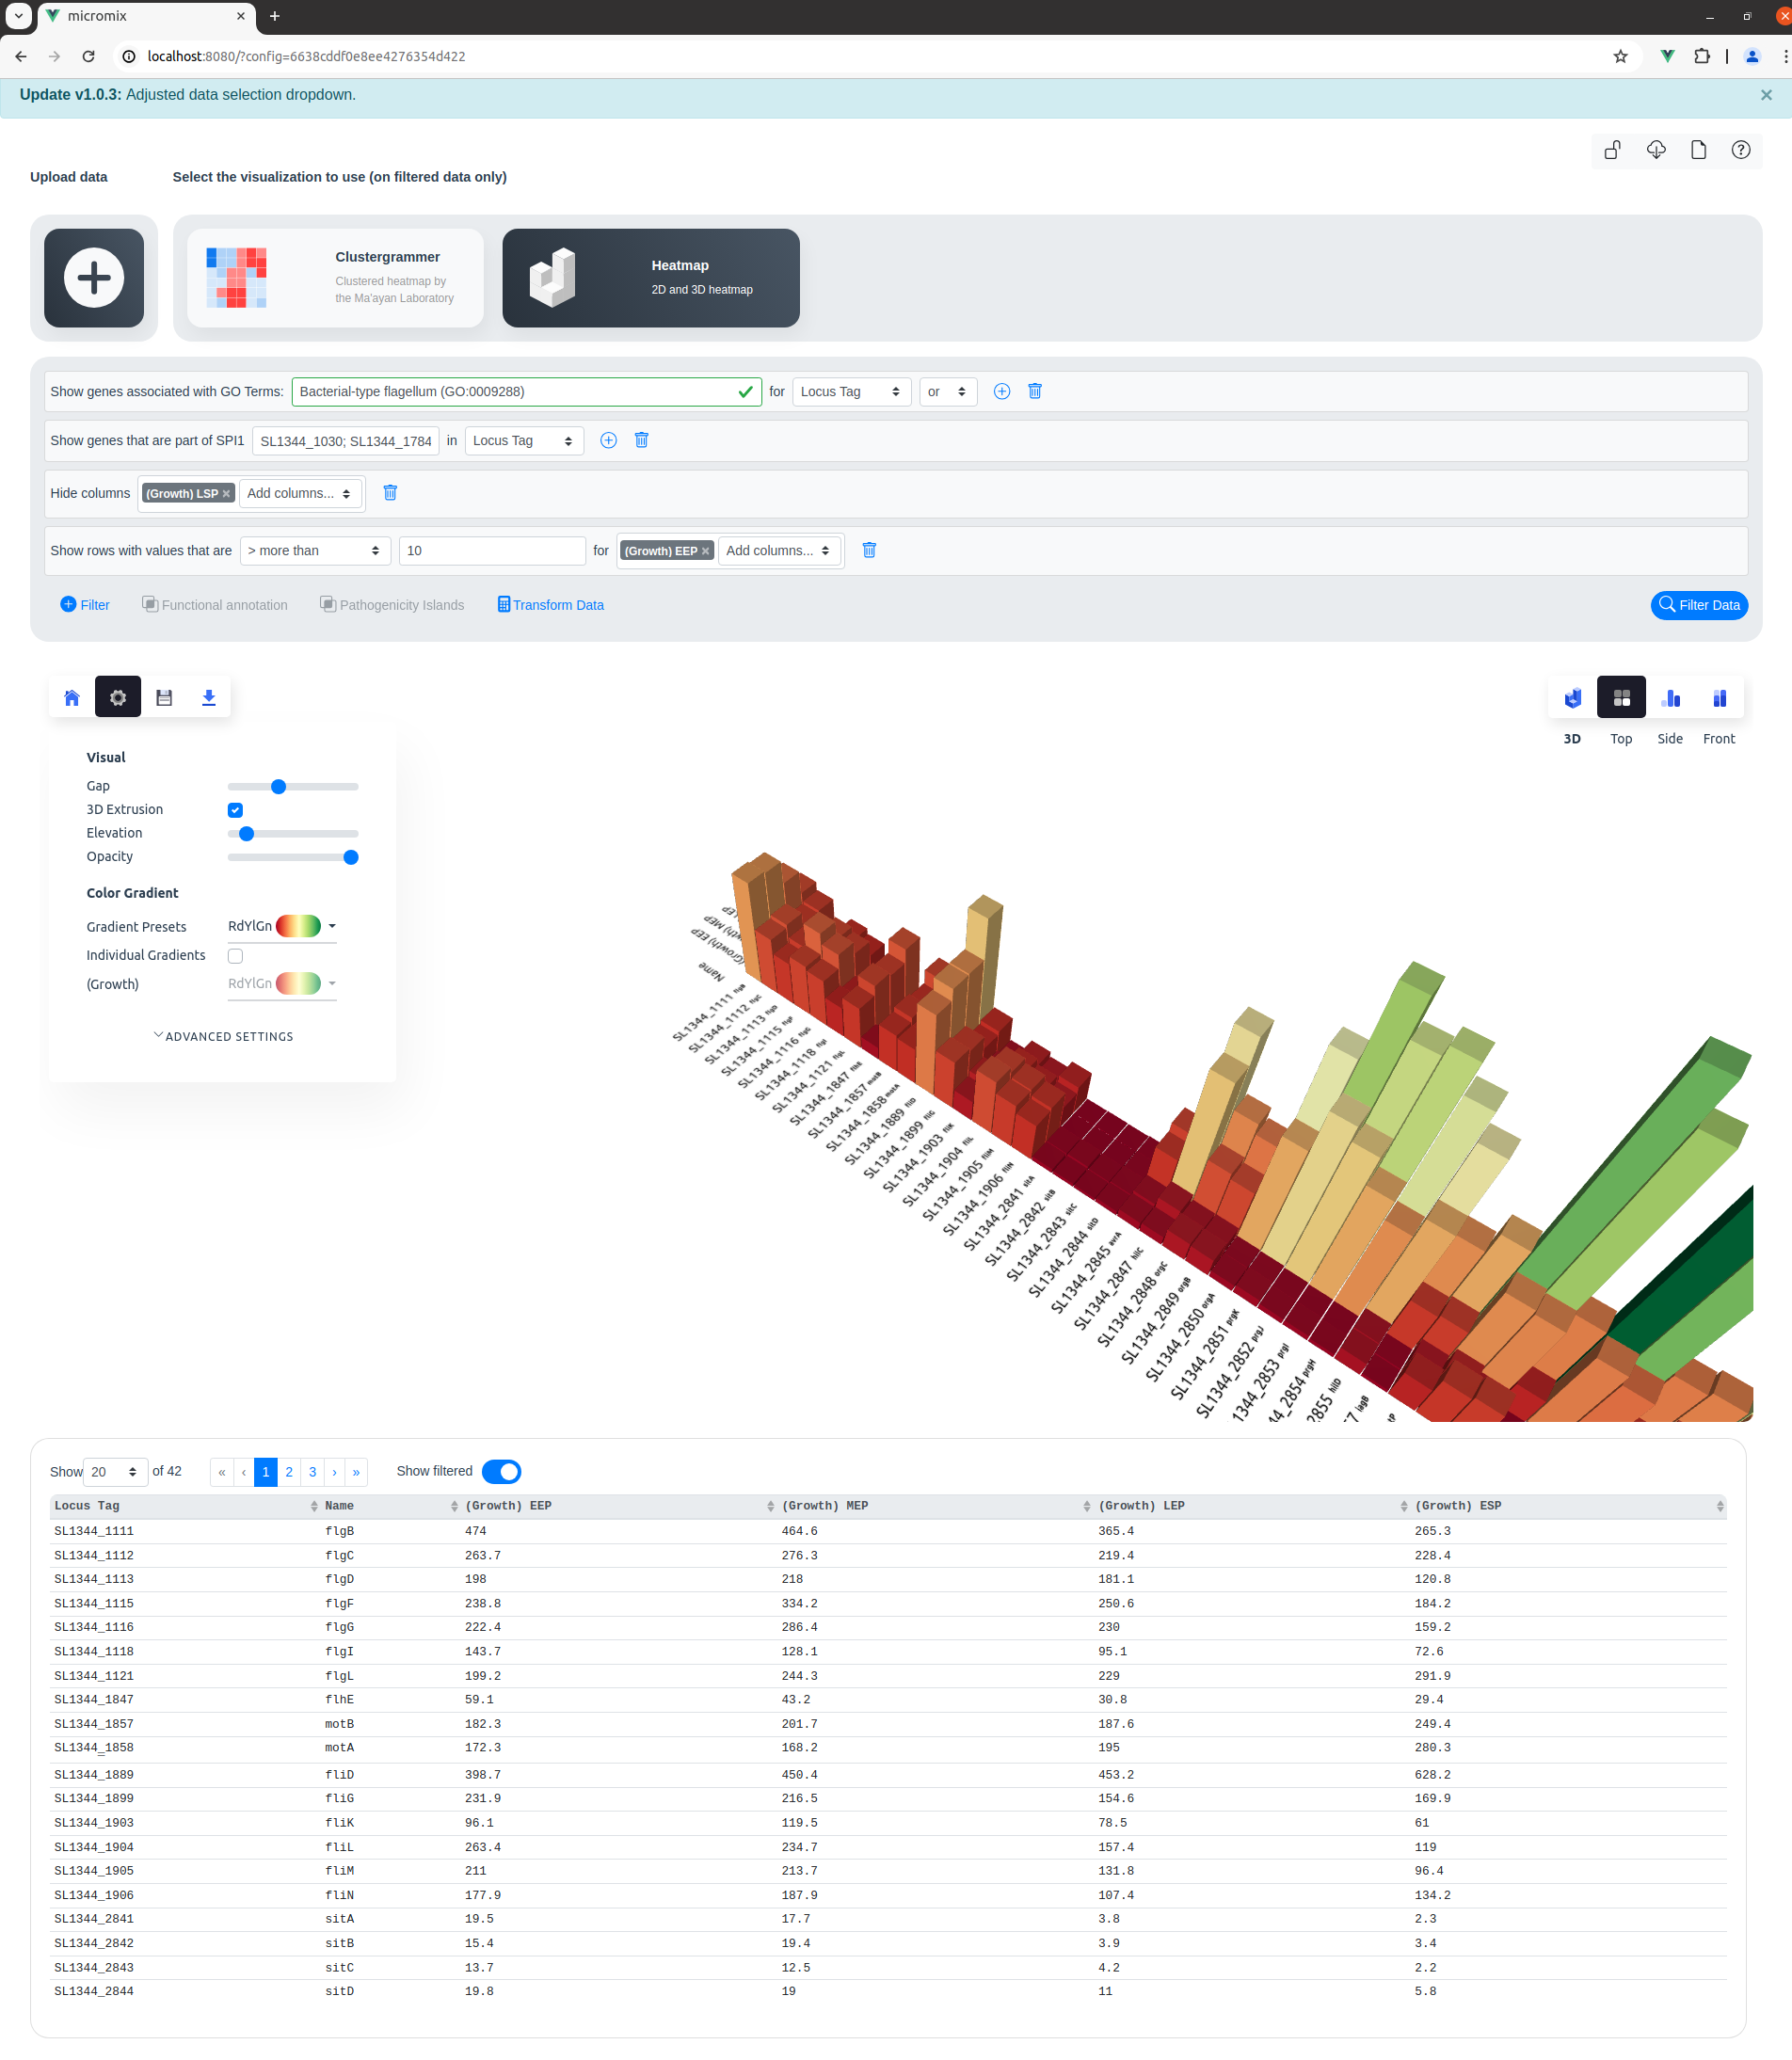 micromix
localhost:8080/?config=6638cddf0e8ee4276354d422
Update v1.0.3: Adjusted data selection dropdown.
Upload data
Select the visualization to use (on filtered data only)
Clustergrammer
Clustered heatmap by
the Ma'ayan Laboratory
Heatmap
2D and 3D heatmap
Show genes associated with GO Terms: Bacterial-type flagellum (GO:0009288) for Locus Tag or
Show genes that are part of SPI1 SL1344_1030; SL1344_1784 in Locus Tag
Hide columns (Growth) LSP × Add columns...
Show rows with values that are > more than 10 for (Growth) EEP × Add columns...
Filter Functional annotation Pathogenicity Islands Transform Data Filter Data
3D Top Side Front
Visual
Gap
3D Extrusion
Elevation
Opacity
Color Gradient
Gradient Presets RdYlGn
Individual Gradients
(Growth) RdYlGn
ADVANCED SETTINGS
LEP
(Growth) MEP
(Growth) EEP
Name
SL1344_1111 flgB
SL1344_1112 flgC
SL1344_1113 flgD
SL1344_1115 flgF
SL1344_1116 flgG
SL1344_1118 flgI
SL1344_1121 flgL
SL1344_1847 flhE
SL1344_1857 motB
SL1344_1858 motA
SL1344_1889 fliD
SL1344_1899 fliG
SL1344_1903 fliK
SL1344_1904 fliL
SL1344_1905 fliM
SL1344_1906 fliN
SL1344_2841 sitA
SL1344_2842 sitB
SL1344_2843 sitC
SL1344_2844 sitD
SL1344_2845 avrA
SL1344_2847 hilC
SL1344_2848 orgC
SL1344_2849 orgB
SL1344_2850 orgA
SL1344_2851 prgK
SL1344_2852 prgJ
1344_2853 prgI
44_2854 prgH
2855 hilD
7 iagB
tP
Show 20 of 42 « ‹ 1 2 3 › » Show filtered
Locus Tag Name (Growth) EEP (Growth) MEP (Growth) LEP (Growth) ESP
SL1344_1111 flgB 474 464.6 365.4 265.3
SL1344_1112 flgC 263.7 276.3 219.4 228.4
SL1344_1113 flgD 198 218 181.1 120.8
SL1344_1115 flgF 238.8 334.2 250.6 184.2
SL1344_1116 flgG 222.4 286.4 230 159.2
SL1344_1118 flgI 143.7 128.1 95.1 72.6
SL1344_1121 flgL 199.2 244.3 229 291.9
SL1344_1847 flhE 59.1 43.2 30.8 29.4
SL1344_1857 motB 182.3 201.7 187.6 249.4
SL1344_1858 motA 172.3 168.2 195 280.3
SL1344_1889 fliD 398.7 450.4 453.2 628.2
SL1344_1899 fliG 231.9 216.5 154.6 169.9
SL1344_1903 fliK 96.1 119.5 78.5 61
SL1344_1904 fliL 263.4 234.7 157.4 119
SL1344_1905 fliM 211 213.7 131.8 96.4
SL1344_1906 fliN 177.9 187.9 107.4 134.2
SL1344_2841 sitA 19.5 17.7 3.8 2.3
SL1344_2842 sitB 15.4 19.4 3.9 3.4
SL1344_2843 sitC 13.7 12.5 4.2 2.2
SL1344_2844 sitD 19.8 19 11 5.8